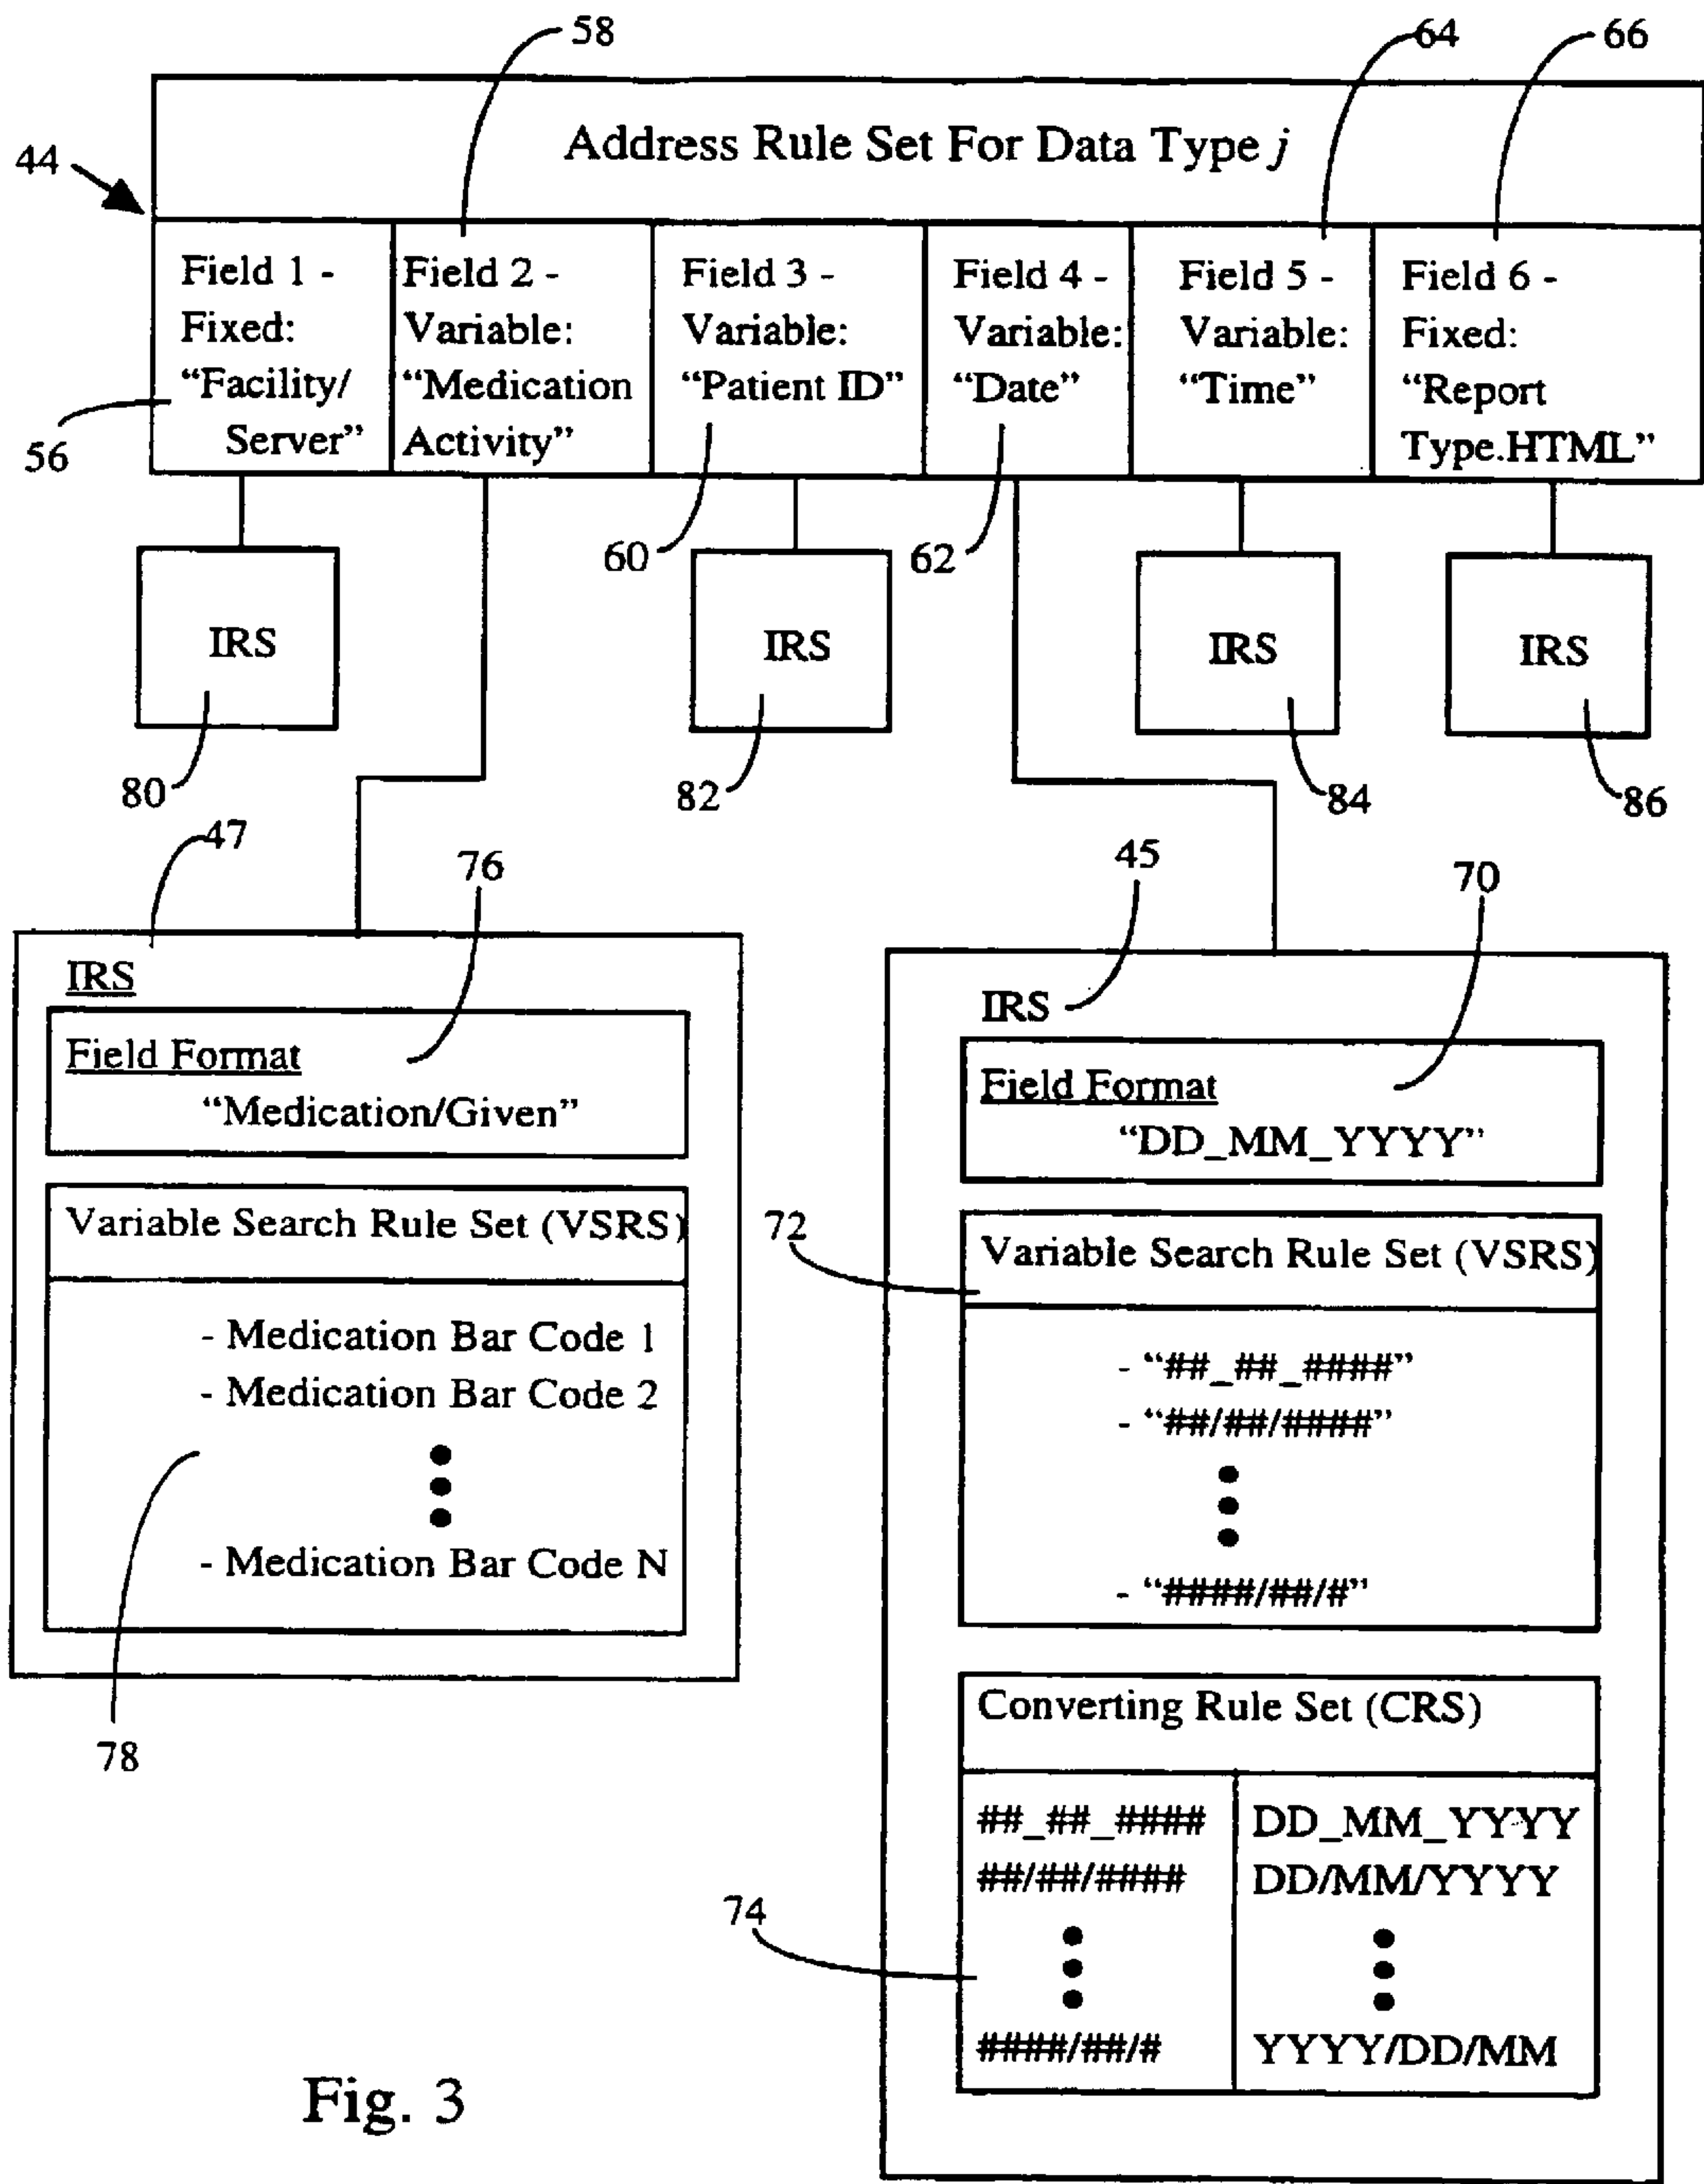 58
64
66
Address Rule Set For Data Type j
44
Field 1 -
Fixed:
“Facility/
Server”
Field 2 -
Variable:
“Medication
Activity”
Field 3 -
Variable:
“Patient ID”
Field 4 -
Variable:
“Date”
Field 5 -
Variable:
“Time”
Field 6 -
Fixed:
“Report
Type.HTML”
56
60
62
IRS
IRS
IRS
IRS
80
82
84
86
47
76
IRS
Field Format
“Medication/Given”
Variable Search Rule Set (VSRS)
- Medication Bar Code 1
- Medication Bar Code 2
- Medication Bar Code N
78
45
70
IRS
Field Format
“DD_MM_YYYY”
72
Variable Search Rule Set (VSRS)
- “##_##_####”
- “##/##/####”
- “####/##/#”
Converting Rule Set (CRS)
##_##_#### DD_MM_YYYY
##/##/#### DD/MM/YYYY
74
####/##/# YYYY/DD/MM
Fig. 3